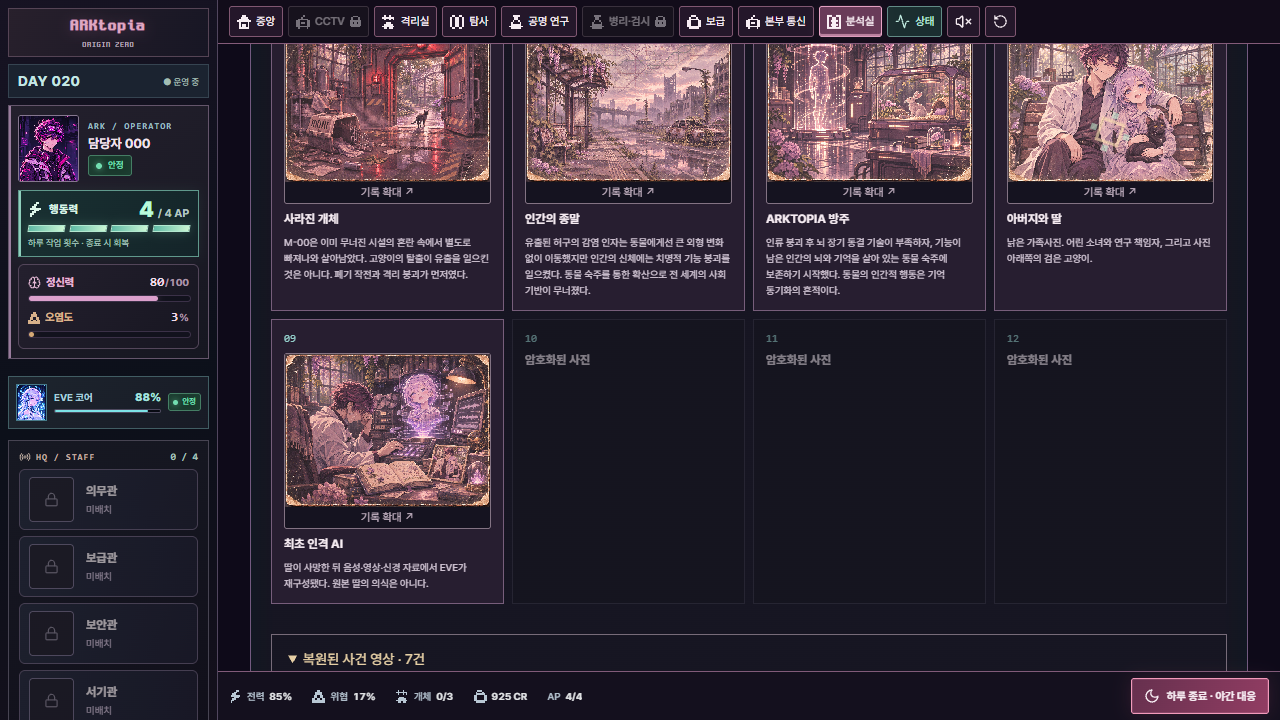 ARKtopia
ORIGIN ZERO
DAY 020
운영 중
ARK / OPERATOR
담당자 000
안정
행동력
4 / 4 AP
하루 작업 횟수 · 종료 시 회복
정신력
80/100
오염도
3%
EVE 코어
88%
안정
HQ / STAFF
0 / 4
의무관
미배치
보급관
미배치
보안관
미배치
서기관
미배치
중앙
CCTV
격리실
탐사
공명 연구
병리·검시
보급
본부 통신
분석실
상태
기록 확대 ↗
사라진 개체
M-00은 이미 무너진 시설의 혼란 속에서 별도로
빠져나와 살아남았다. 고양이의 탈출이 유출을 일으킨
것은 아니다. 폐기 작전과 격리 붕괴가 먼저였다.
기록 확대 ↗
인간의 종말
유출된 허구의 감염 인자는 동물에게선 큰 외형 변화
없이 이동했지만 인간의 신체에는 치명적 기능 붕괴를
일으켰다. 동물 숙주를 통한 확산으로 전 세계의 사회
기반이 무너졌다.
기록 확대 ↗
ARKTOPIA 방주
인류 붕괴 후 뇌 장기 동결 기술이 부족하자, 기능이
남은 인간의 뇌와 기억을 살아 있는 동물 숙주에
보존하기 시작했다. 동물의 인간적 행동은 기억
동기화의 흔적이다.
기록 확대 ↗
아버지와 딸
낡은 가족사진. 어린 소녀와 연구 책임자, 그리고 사진
아래쪽의 검은 고양이.
09
기록 확대 ↗
최초 인격 AI
딸이 사망한 뒤 음성·영상·신경 자료에서 EVE가
재구성됐다. 원본 딸의 의식은 아니다.
10
암호화된 사진
11
암호화된 사진
12
암호화된 사진
▼ 복원된 사건 영상 · 7건
전력 85%
위협 17%
개체 0/3
925 CR
AP 4/4
하루 종료 · 야간 대응